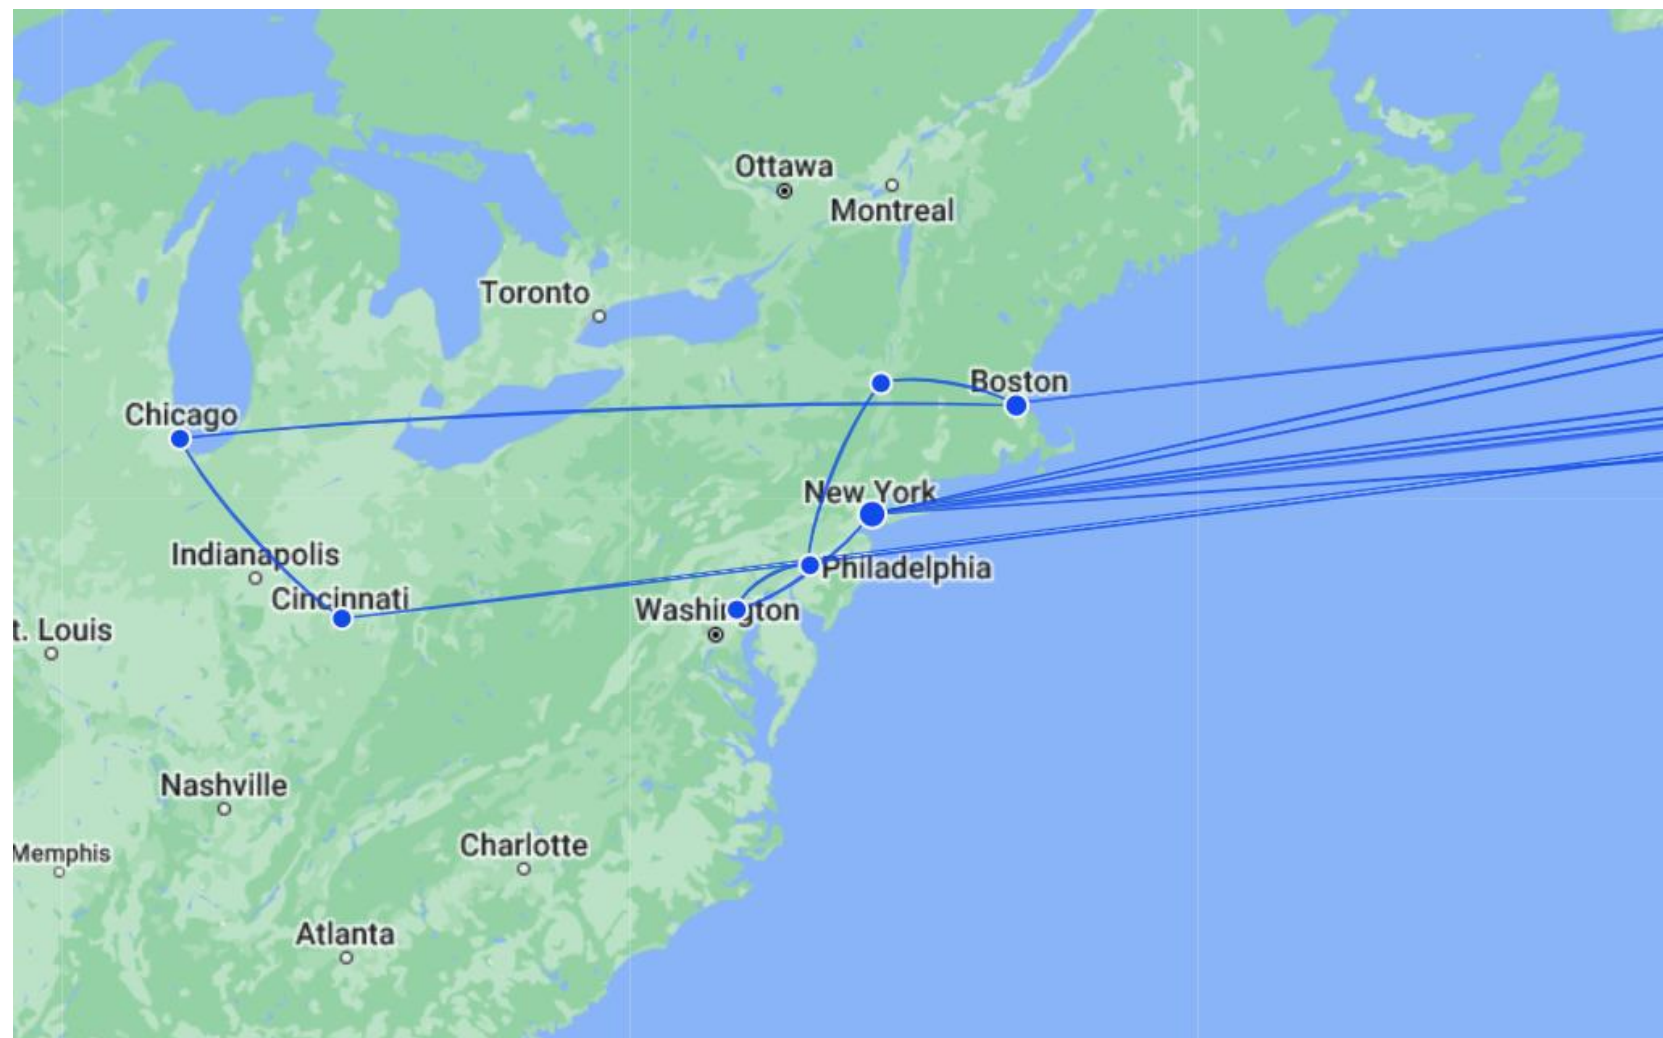 Ottawa
Montreal
Toronto
Boston
Chicago
New York
Indianapolis
Philadelphia
Cincinnati
Washington
t. Louis
Nashville
Charlotte
Memphis
Atlanta